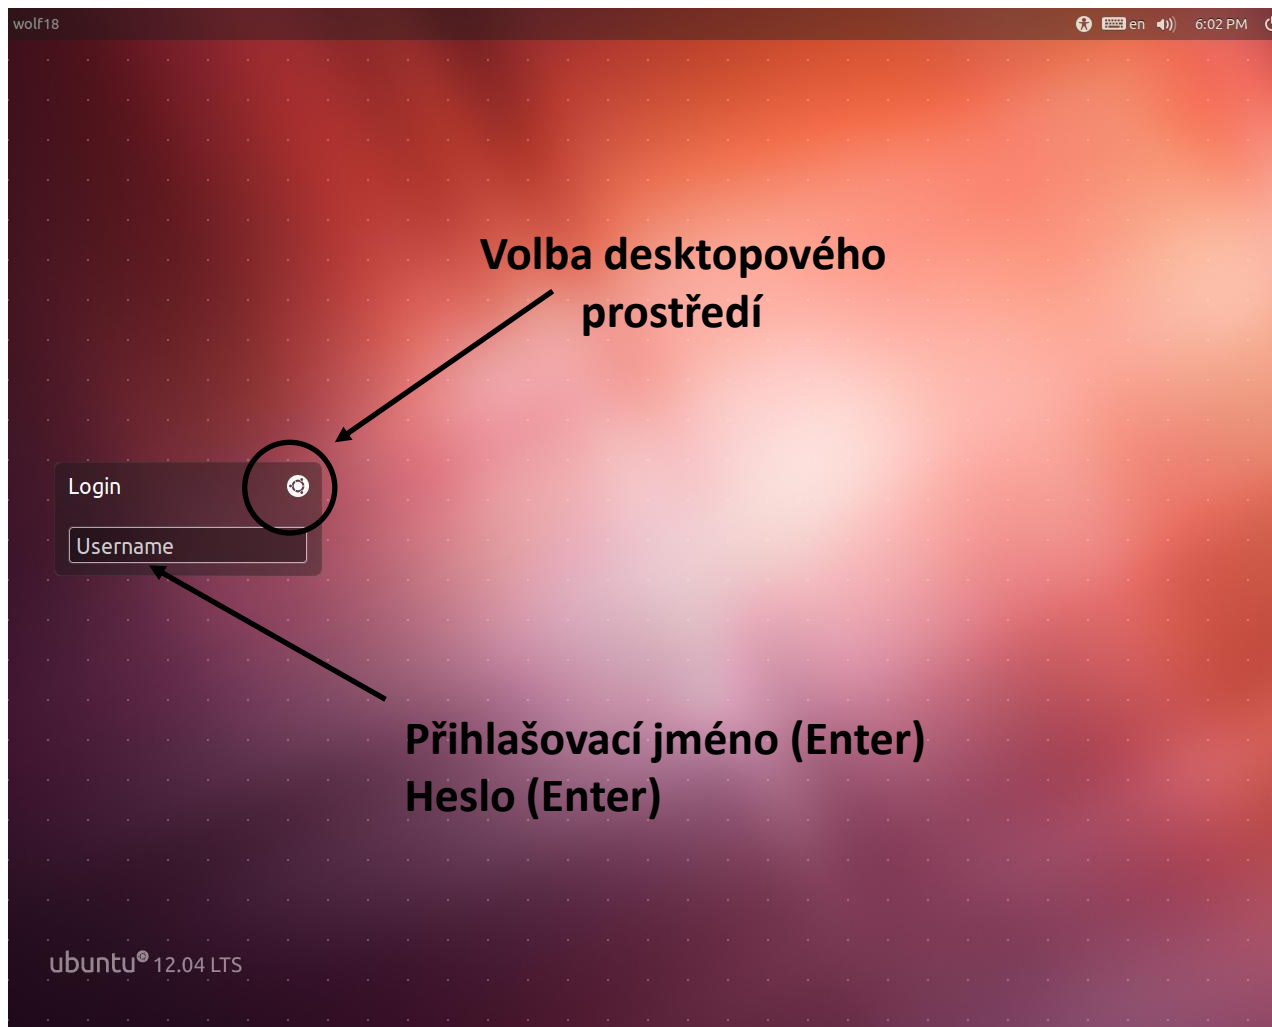 wolf18
en 6:02 PM
Volba desktopového
prostředí
Login
Username
Přihlašovací jméno (Enter)
Heslo (Enter)
ubuntu 12.04 LTS